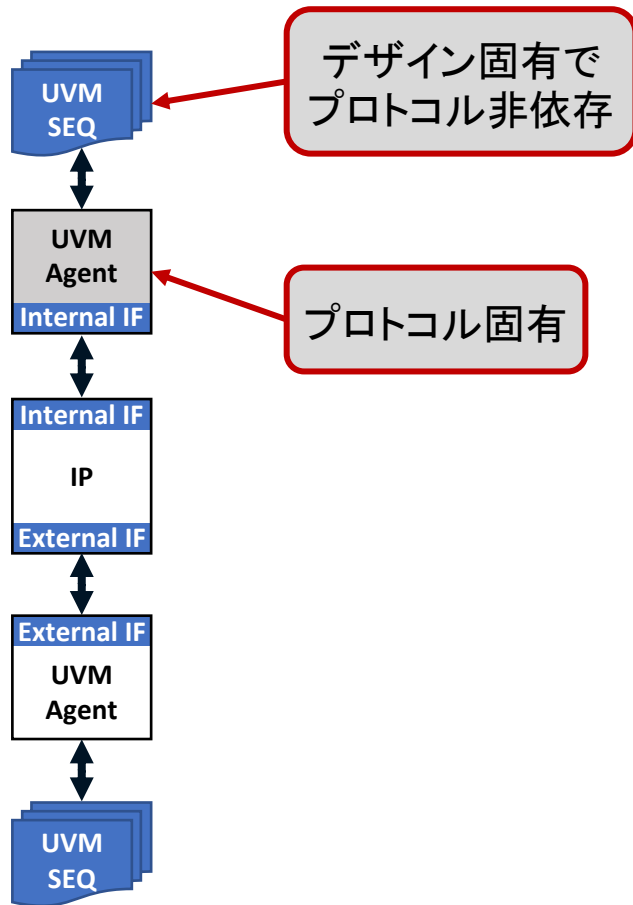 UVM
SEQ
デザイン固有で
プロトコル非依存
UVM
Agent
Internal IF
プロトコル固有
Internal IF
IP
External IF
External IF
UVM
Agent
UVM
SEQ